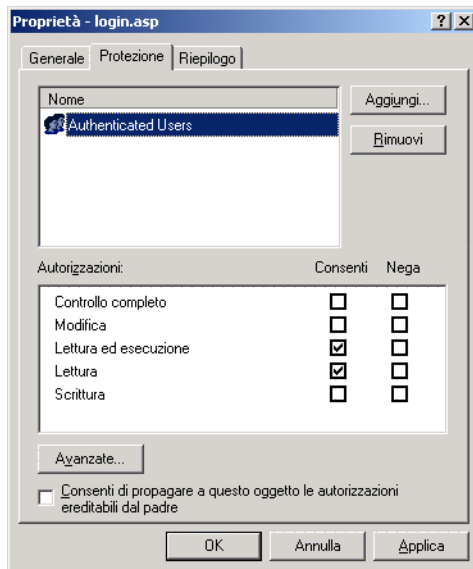 Proprietà - login.asp
Generale Protezione Riepilogo
Nome
Authenticated Users
Aggiungi...
Rimuovi
Autorizzazioni: Consenti Nega
Controllo completo
Modifica
Lettura ed esecuzione
Lettura
Scrittura
Avanzate...
Consenti di propagare a questo oggetto le autorizzazioni
ereditabili dal padre
OK Annulla Applica